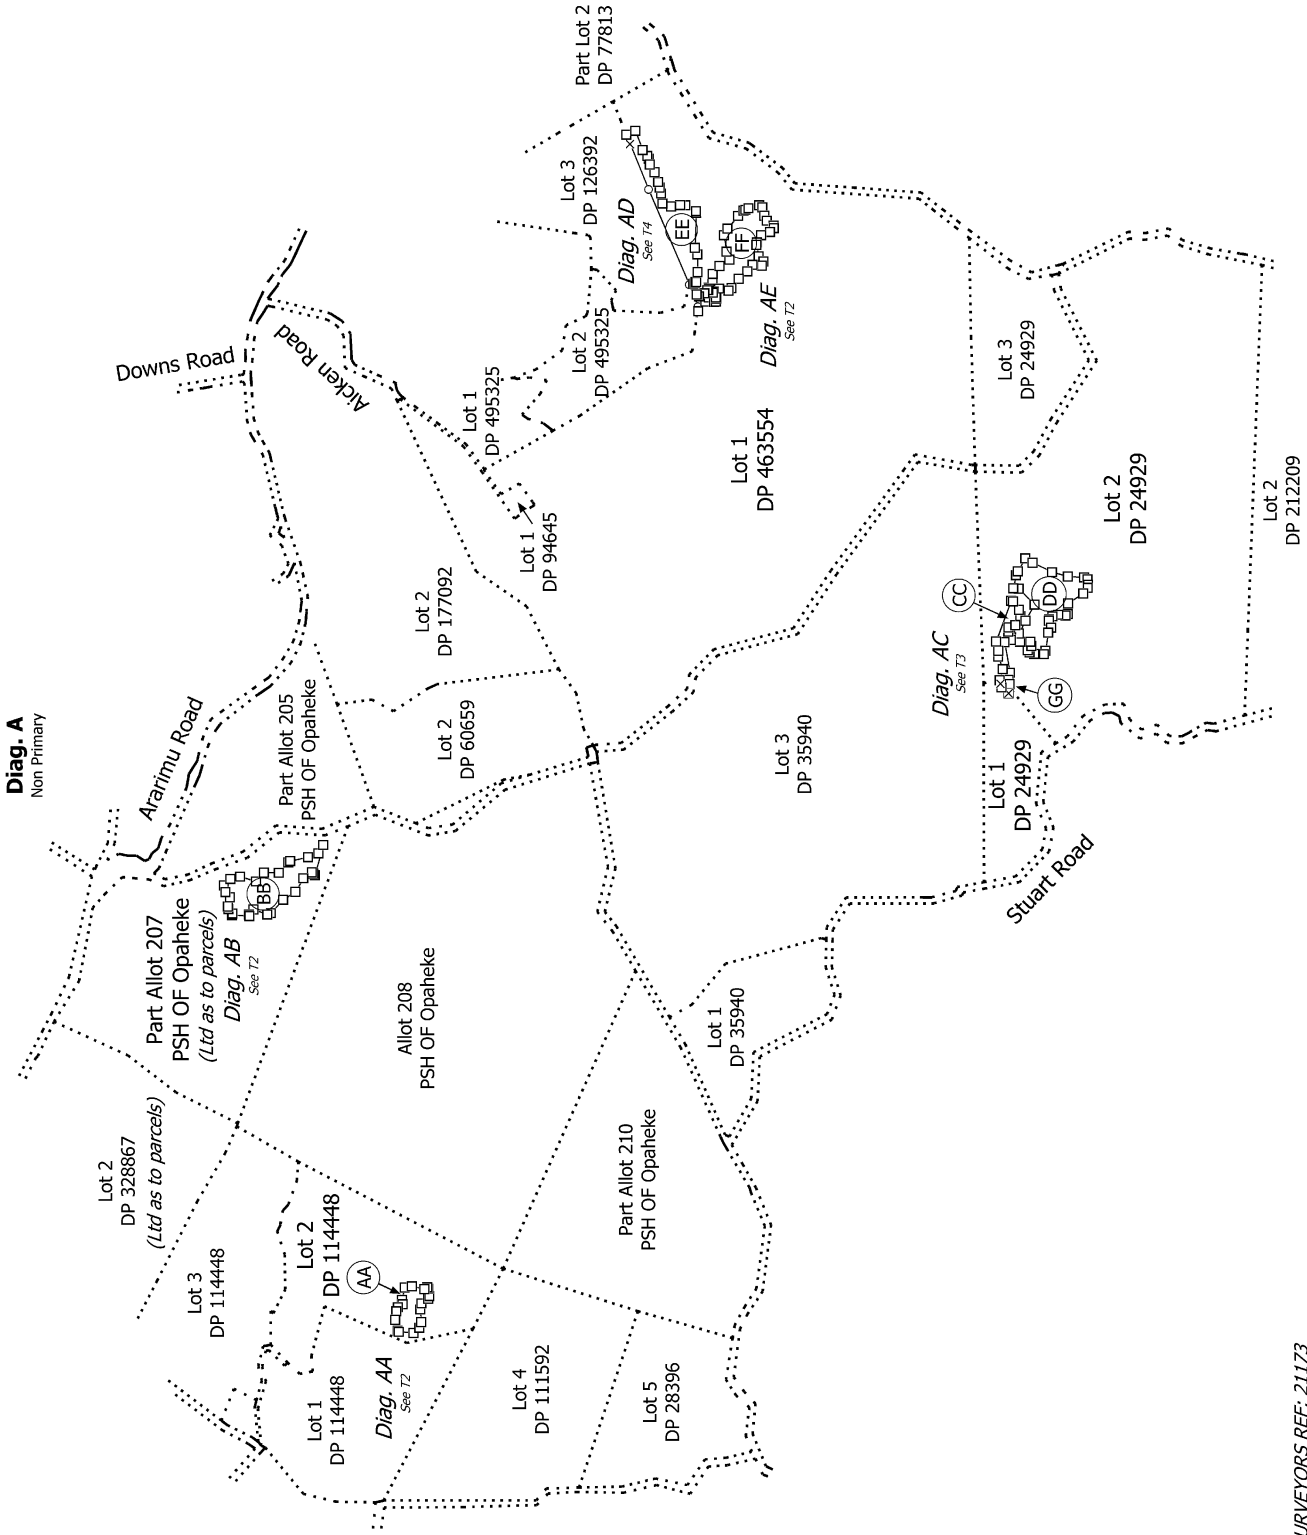 Diag. A
Non Primary
Part Lot 2
DP 77813
Lot 3
DP 126392
Diag. AD
See T4
EE
FF
Diag. AE
See T2
Downs Road
Aicken Road
Lot 2
DP 495325
Lot 1
DP 495325
Lot 3
DP 24929
Lot 1
DP 463554
Lot 2
DP 24929
Lot 2
DP 212209
Lot 1
DP 94645
Lot 2
DP 177092
CC
DD
Diag. AC
See T3
GG
Ararimu Road
Part Allot 205
PSH OF Opaheke
Lot 2
DP 60659
Lot 3
DP 35940
Lot 1
DP 24929
Stuart Road
BB
Part Allot 207
PSH OF Opaheke
(Ltd as to parcels)
Diag. AB
See T2
Allot 208
PSH OF Opaheke
Lot 1
DP 35940
Lot 2
DP 328867
(Ltd as to parcels)
Part Allot 210
PSH OF Opaheke
Lot 3
DP 114448
Lot 2
DP 114448
AA
Lot 1
DP 114448
Diag. AA
See T2
Lot 4
DP 111592
Lot 5
DP 28396
URVEYORS REF: 21173